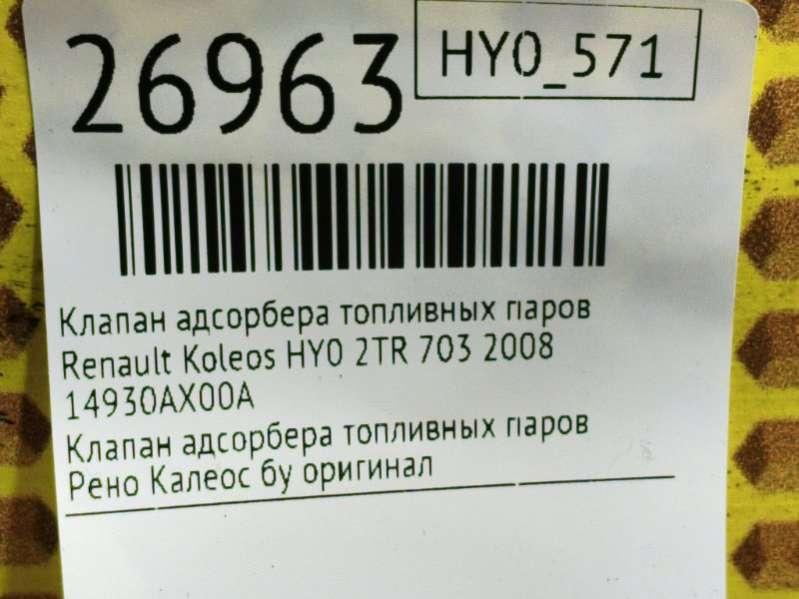 26963
HY0_571
Клапан адсорбера топливных паров
Renault Koleos HY0 2TR 703 2008
14930AX00A
Клапан адсорбера топливных паров
Рено Калеос бу оригинал